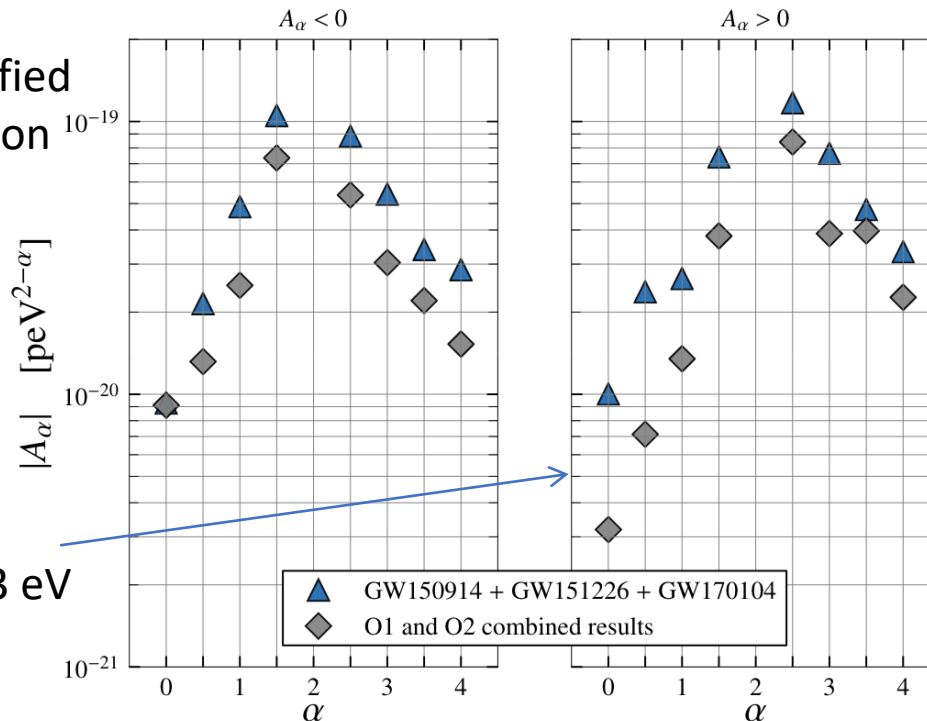 fied
on
3 eV
A_α < 0
A_α > 0
|A_α| [peV^{2−α}]
10^{−19}
10^{−20}
10^{−21}
0 1 2 3 4
α
0 1 2 3 4
α
GW150914 + GW151226 + GW170104
O1 and O2 combined results